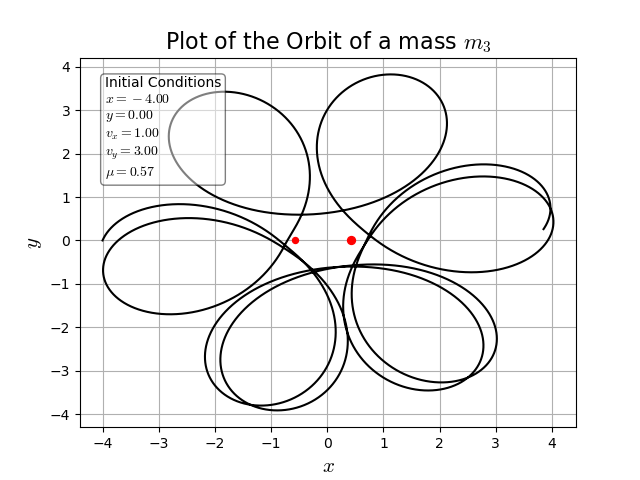 Plot of the Orbit of a mass m₃
Initial Conditions
x = −4.00
y = 0.00
vₓ = 1.00
v_y = 3.00
μ = 0.57
4
3
2
1
0
−1
−2
−3
−4
y
−4 −3 −2 −1 0 1 2 3 4
x